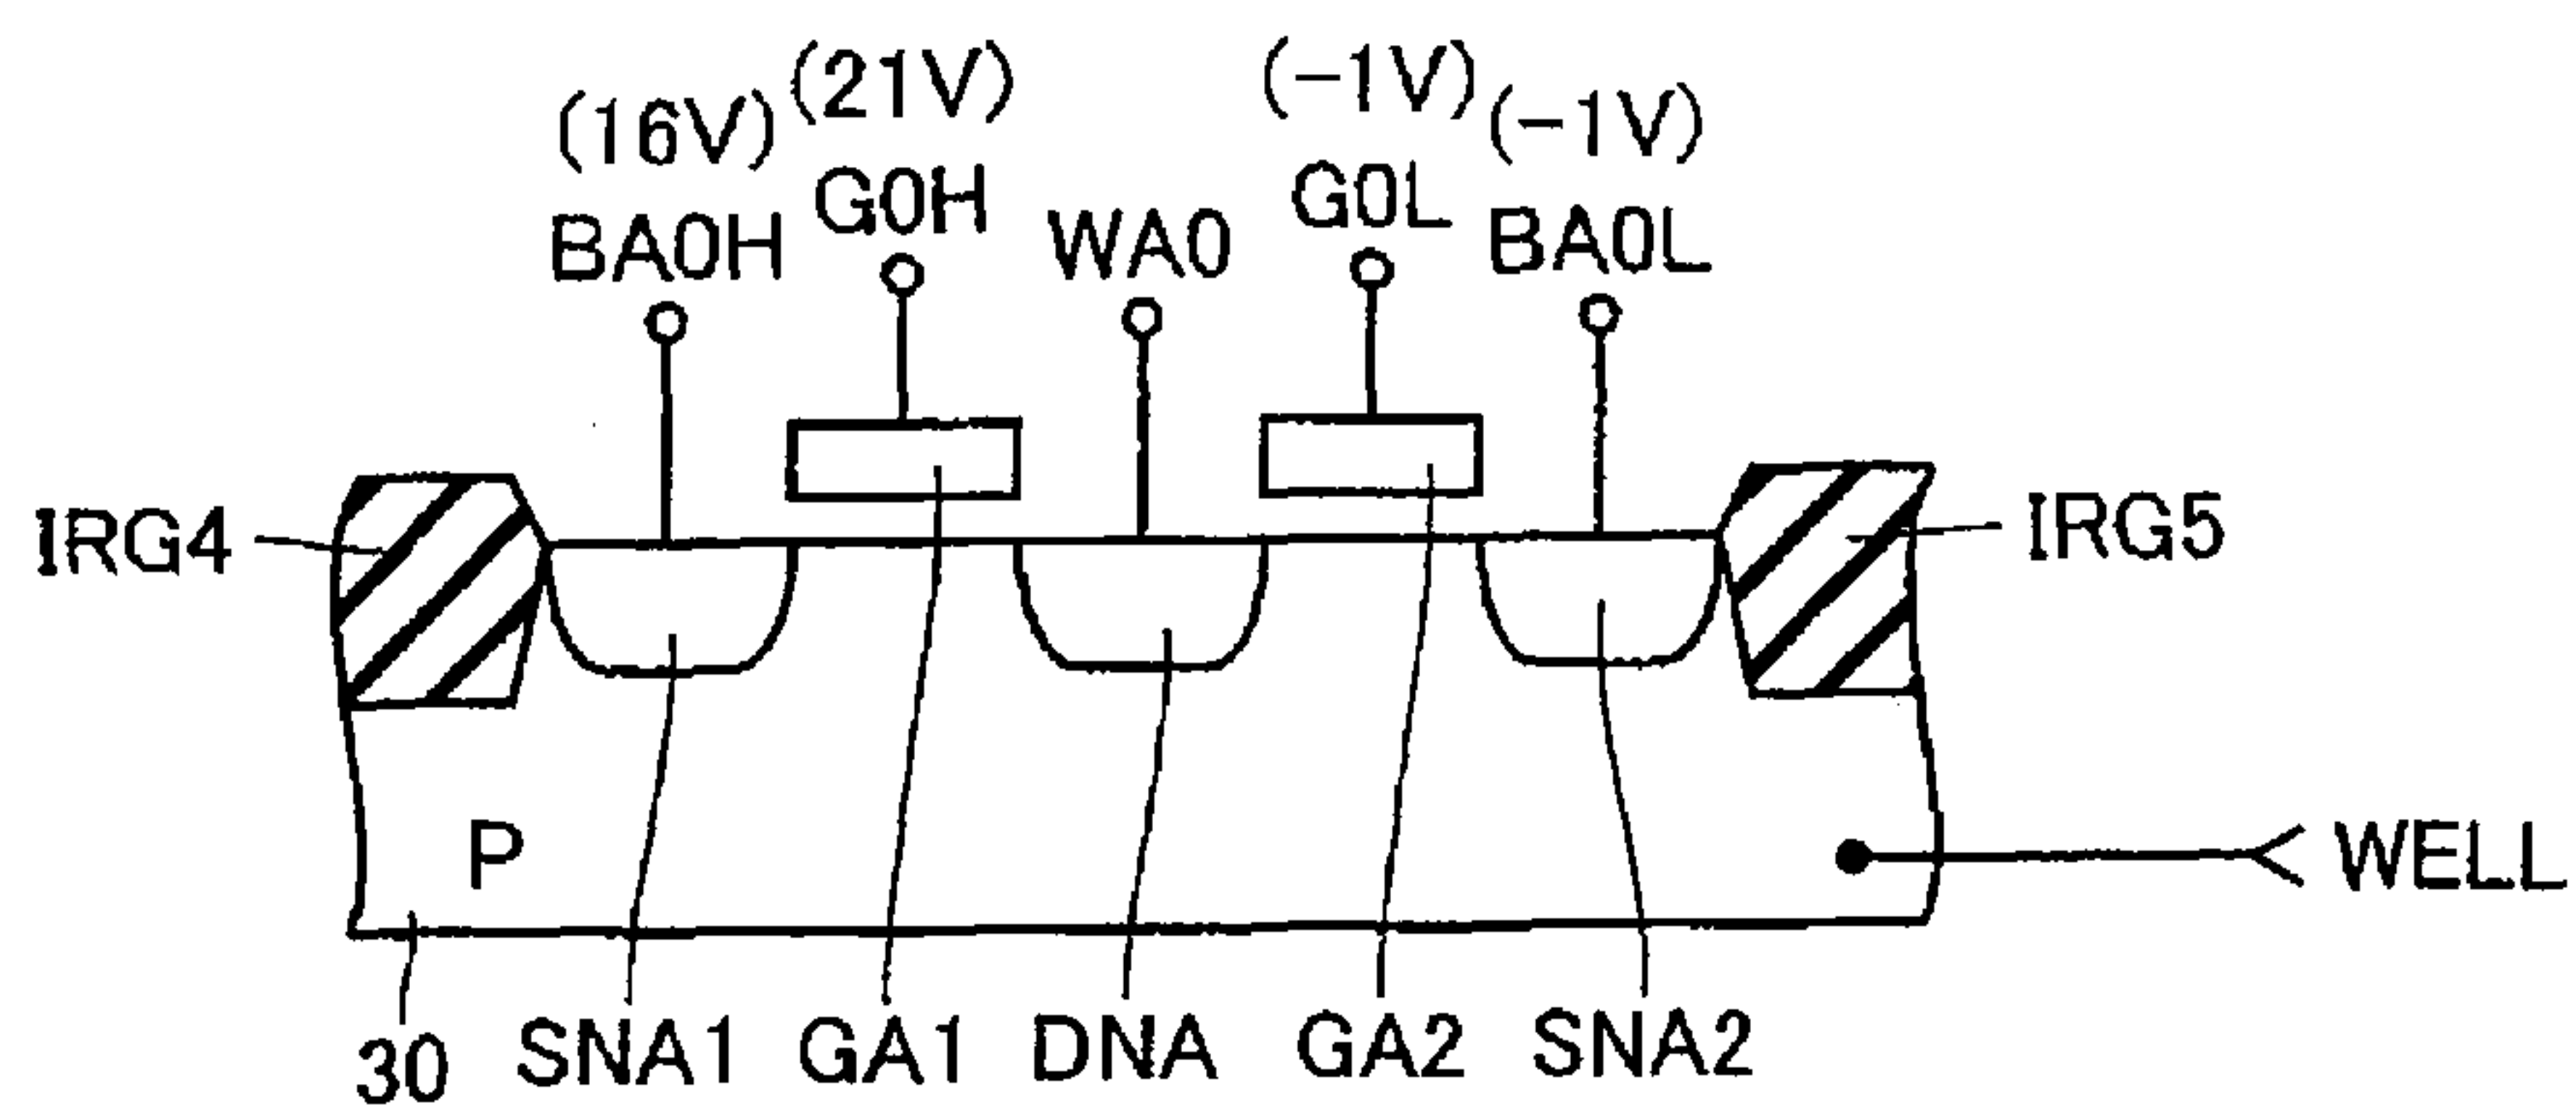 (16V) (21V) (-1V) (-1V)
BA0H G0H WA0 G0L BA0L
IRG4 IRG5
P WELL
30 SNA1 GA1 DNA GA2 SNA2